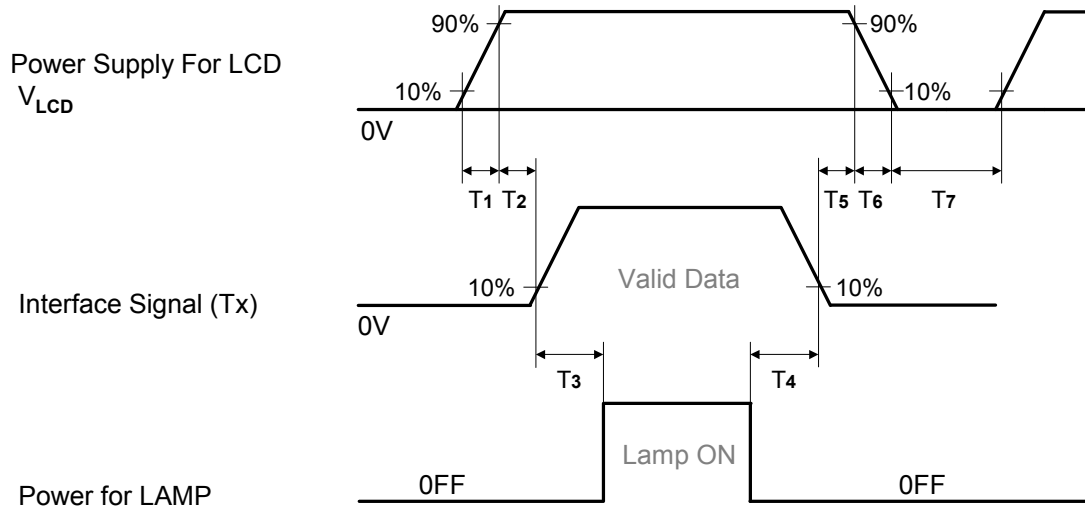 90% 90%
Power Supply For LCD
VLCD
10% 10%
0V
T1 T2 T5 T6 T7
Valid Data
10% 10%
Interface Signal (Tx)
0V
T3 T4
Lamp ON
0FF 0FF
Power for LAMP